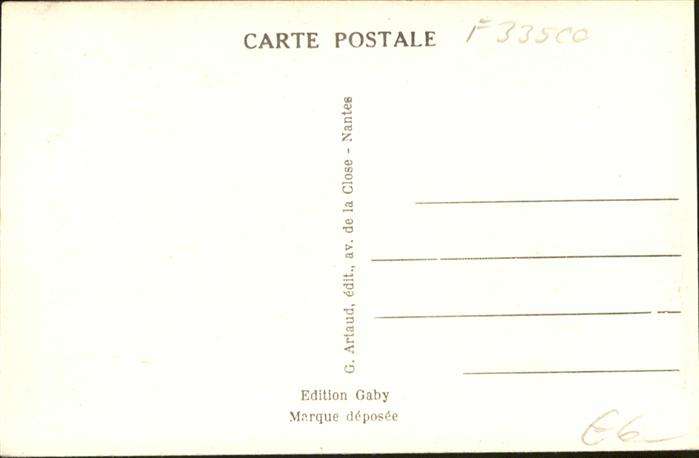 CARTE POSTALE
F 33500
G. Artaud, édit., av. de la Close - Nantes
Edition Gaby
Marque déposée